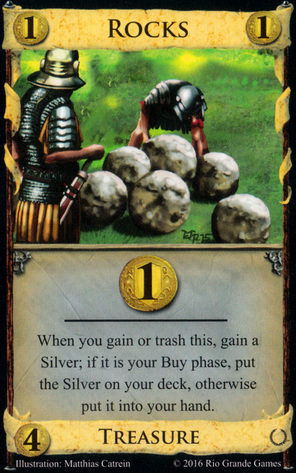 1 ROCKS 1
1
When you gain or trash this, gain a
Silver; if it is your Buy phase, put
the Silver on your deck, otherwise
put it into your hand.
4 TREASURE
Illustration: Matthias Catrein © 2016 Rio Grande Games